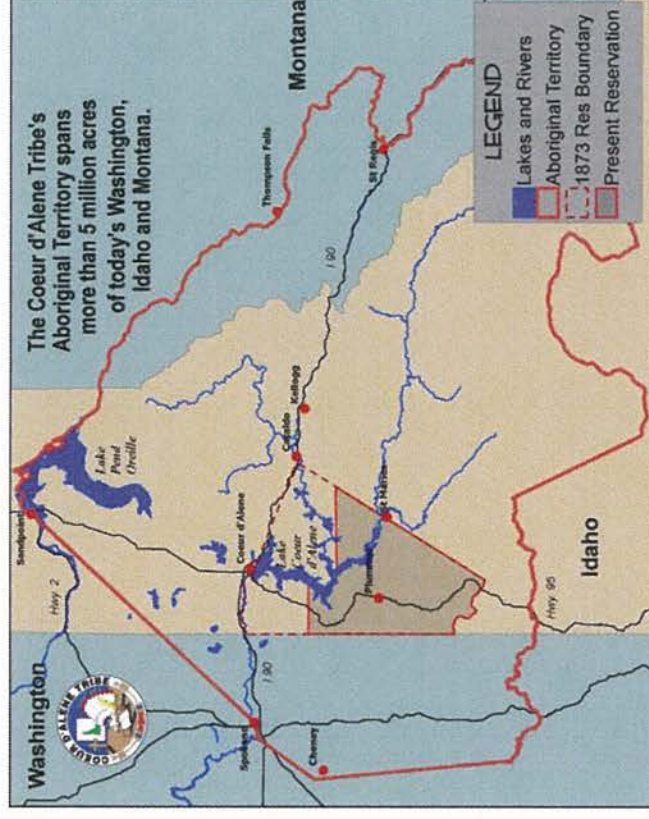 The Coeur d'Alene Tribe's
Aboriginal Territory spans
more than 5 million acres
of today's Washington,
Idaho and Montana.
Washington
Montana
Idaho
Sandpoint
Hwy. 2
Lake
Pend
Oreille
Thompson Falls
St Regis
I 90
Coeur d'Alene
Cataldo
Kellogg
Lake
Coeur
d'Alene
I 90
Spokane
Cheney
Plummer
St Maries
Hwy. 95
COEUR D'ALENE TRIBE
LEGEND
Lakes and Rivers
Aboriginal Territory
1873 Res Boundary
Present Reservation